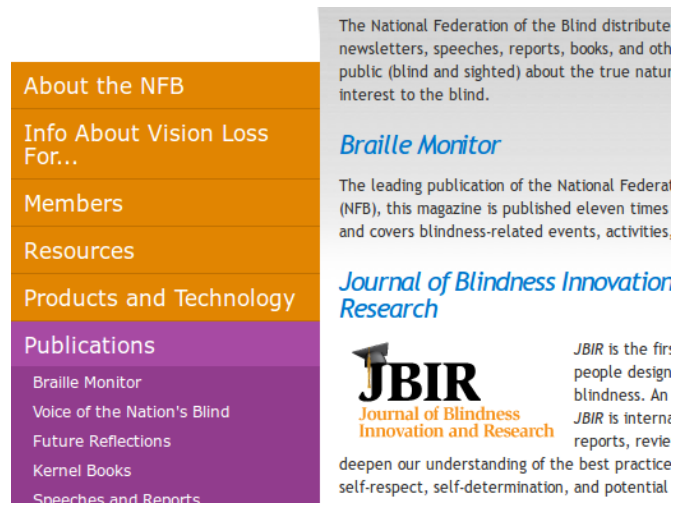 About the NFB
Info About Vision Loss
For...
Members
Resources
Products and Technology
Publications
Braille Monitor
Voice of the Nation's Blind
Future Reflections
Kernel Books
Speeches and Reports
The National Federation of the Blind distribute
newsletters, speeches, reports, books, and oth
public (blind and sighted) about the true natur
interest to the blind.
Braille Monitor
The leading publication of the National Federat
(NFB), this magazine is published eleven times
and covers blindness-related events, activities,
Journal of Blindness Innovation
Research
JBIR
Journal of Blindness
Innovation and Research
JBIR is the firs
people design
blindness. An
JBIR is interna
reports, revie
deepen our understanding of the best practice
self-respect, self-determination, and potential